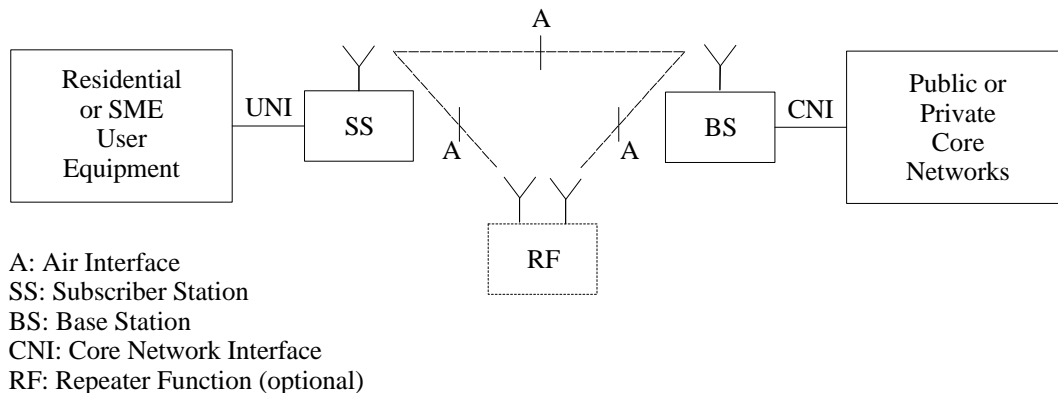 A
Residential
or SME
User
Equipment
UNI
SS
A
A
BS
CNI
Public or
Private
Core
Networks
RF
A: Air Interface
SS: Subscriber Station
BS: Base Station
CNI: Core Network Interface
RF: Repeater Function (optional)